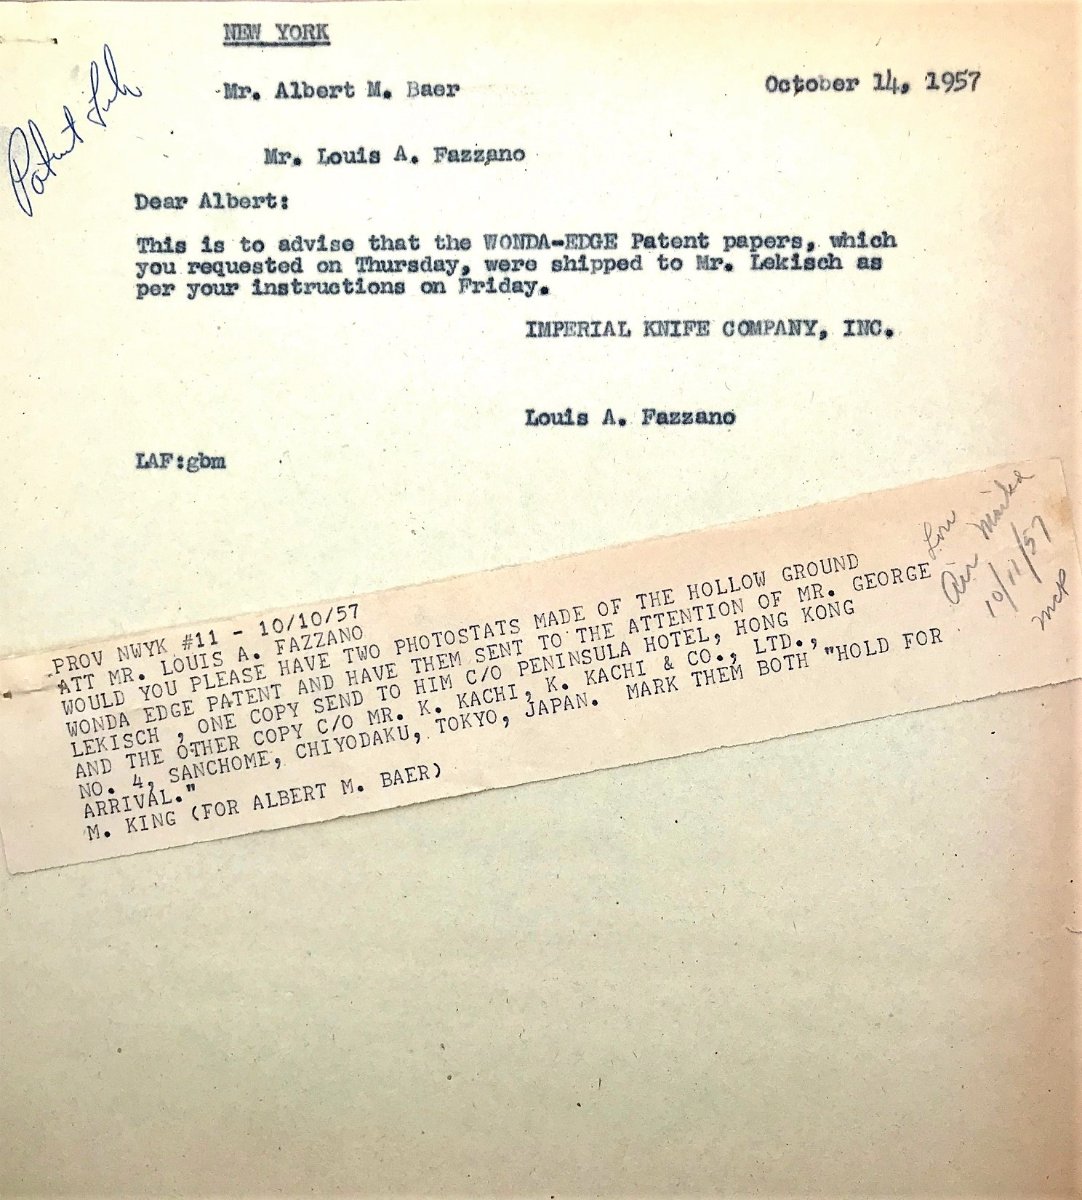 NEW YORK
Mr. Albert M. Baer
October 14, 1957
Patent
Mr. Louis A. Fazzano
Dear Albert:
This is to advise that the WONDA-EDGE Patent papers, which
you requested on Thursday, were shipped to Mr. Lekisch as
per your instructions on Friday.
IMPERIAL KNIFE COMPANY, INC.
Louis A. Fazzano
LAF:gbm
PROV NWYK #11 - 10/10/57
ATT MR. LOUIS A. FAZZANO
WOULD YOU PLEASE HAVE TWO PHOTOSTATS MADE OF THE HOLLOW GROUND
WONDA EDGE PATENT AND HAVE THEM SENT TO THE ATTENTION OF MR. GEORGE
LEKISCH , ONE COPY SEND TO HIM C/O PENINSULA HOTEL, HONG KONG
AND THE OTHER COPY C/O MR. K. KACHI, K. KACHI & CO., LTD.,
NO. 4, SANCHOME, CHIYODAKU, TOKYO, JAPAN. MARK THEM BOTH "HOLD FOR
ARRIVAL."
M. KING (FOR ALBERT M. BAER)
Lou
Air Mailed
10/11/57
McP